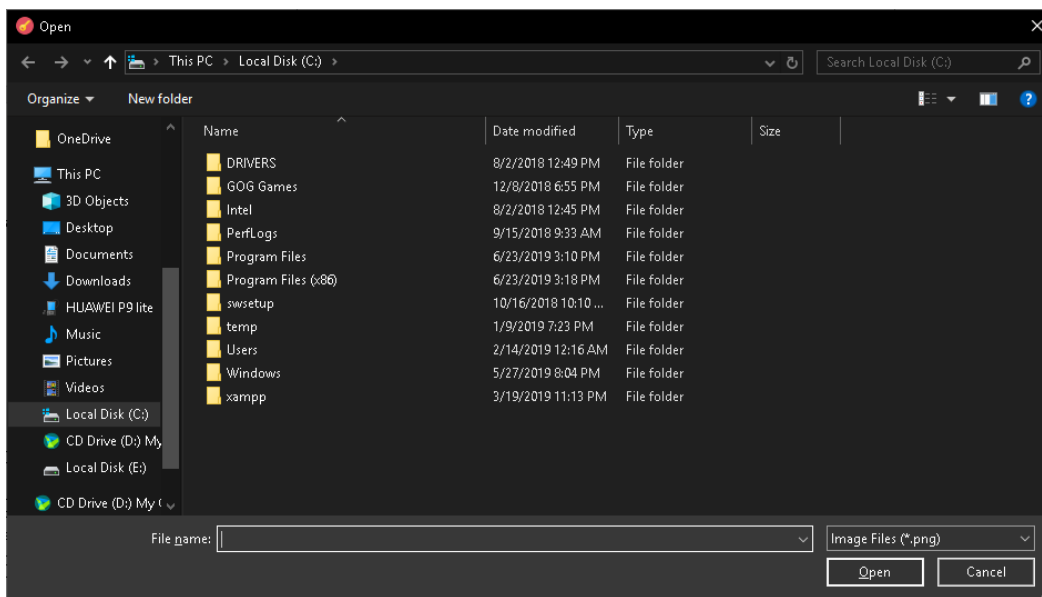 Open
This PC > Local Disk (C:) >
Search Local Disk (C:)
Organize
New folder
OneDrive
This PC
3D Objects
Desktop
Documents
Downloads
HUAWEI P9 lite
Music
Pictures
Videos
Local Disk (C:)
CD Drive (D:) My
Local Disk (E:)
CD Drive (D:) My
Name Date modified Type Size
DRIVERS 8/2/2018 12:49 PM File folder
GOG Games 12/8/2018 6:55 PM File folder
Intel 8/2/2018 12:45 PM File folder
PerfLogs 9/15/2018 9:33 AM File folder
Program Files 6/23/2019 3:10 PM File folder
Program Files (x86) 6/23/2019 3:18 PM File folder
swsetup 10/16/2018 10:10 ... File folder
temp 1/9/2019 7:23 PM File folder
Users 2/14/2019 12:16 AM File folder
Windows 5/27/2019 8:04 PM File folder
xampp 3/19/2019 11:13 PM File folder
File name:
Image Files (*.png)
Open
Cancel